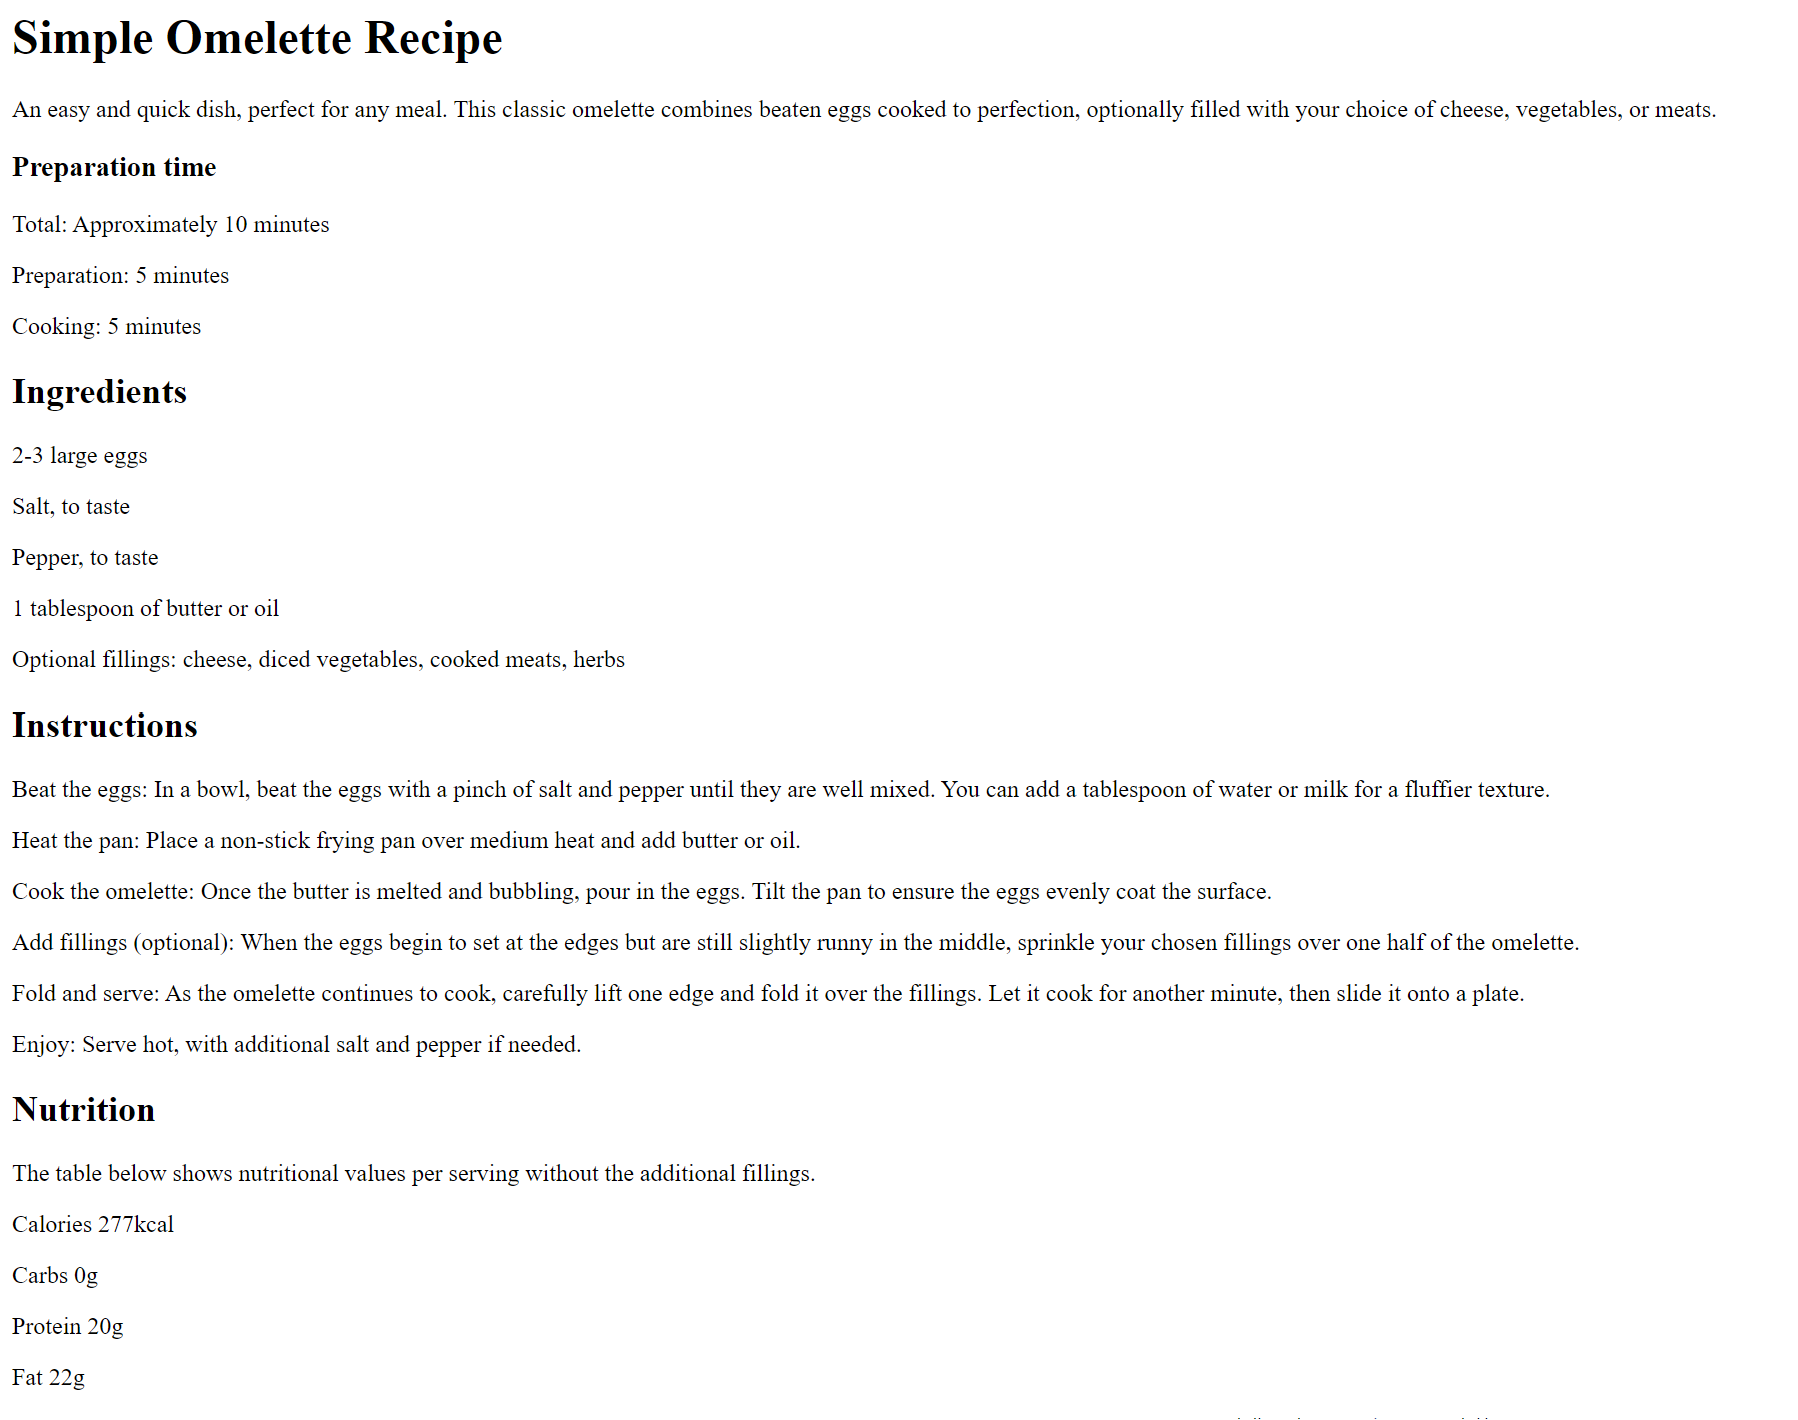 Simple Omelette Recipe
An easy and quick dish, perfect for any meal. This classic omelette combines beaten eggs cooked to perfection, optionally filled with your choice of cheese, vegetables, or meats.
Preparation time
Total: Approximately 10 minutes
Preparation: 5 minutes
Cooking: 5 minutes
Ingredients
2-3 large eggs
Salt, to taste
Pepper, to taste
1 tablespoon of butter or oil
Optional fillings: cheese, diced vegetables, cooked meats, herbs
Instructions
Beat the eggs: In a bowl, beat the eggs with a pinch of salt and pepper until they are well mixed. You can add a tablespoon of water or milk for a fluffier texture.
Heat the pan: Place a non-stick frying pan over medium heat and add butter or oil.
Cook the omelette: Once the butter is melted and bubbling, pour in the eggs. Tilt the pan to ensure the eggs evenly coat the surface.
Add fillings (optional): When the eggs begin to set at the edges but are still slightly runny in the middle, sprinkle your chosen fillings over one half of the omelette.
Fold and serve: As the omelette continues to cook, carefully lift one edge and fold it over the fillings. Let it cook for another minute, then slide it onto a plate.
Enjoy: Serve hot, with additional salt and pepper if needed.
Nutrition
The table below shows nutritional values per serving without the additional fillings.
Calories 277kcal
Carbs 0g
Protein 20g
Fat 22g